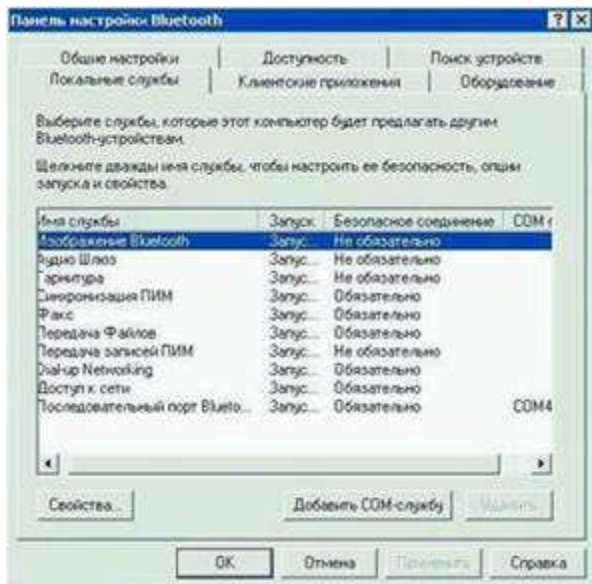 Панель настройки Bluetooth
Общие настройки Доступность Поиск устройств
Локальные службы Клиентские приложения Оборудование
Выберите службы, которые этот компьютер будет предлагать другим
Bluetooth-устройствам.
Щелкните дважды имя службы, чтобы настроить ее безопасность, опции
запуска и свойства.
Имя службы Запуск Безопасное соединение COM
Изображение Bluetooth Запус... Не обязательно
Аудио Шлюз Запус... Не обязательно
Гарнитура Запус... Не обязательно
Синхронизация ПИМ Запус... Обязательно
Факс Запус... Обязательно
Передача Файлов Запус... Обязательно
Передача записей ПИМ Запус... Не обязательно
Dial-up Networking Запус... Обязательно
Доступ к сети Запус... Обязательно
Последовательный порт Blueto... Запус... Обязательно COM4
Свойства... Добавить COM-службу Удалить
OK Отмена Применить Справка